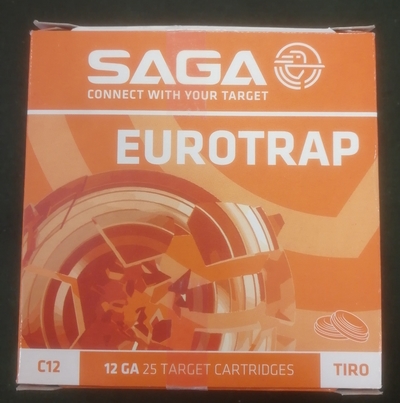 SAGA
CONNECT WITH YOUR TARGET
EUROTRAP
C12 12 GA 25 TARGET CARTRIDGES TIRO